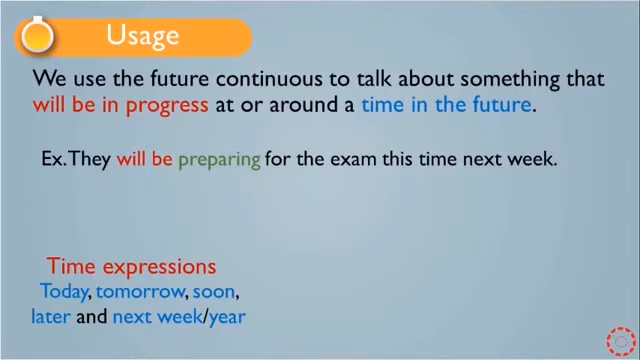 Usage
We use the future continuous to talk about something that
will be in progress at or around a time in the future.
Ex. They will be preparing for the exam this time next week.
Time expressions
Today, tomorrow, soon,
later and next week/year